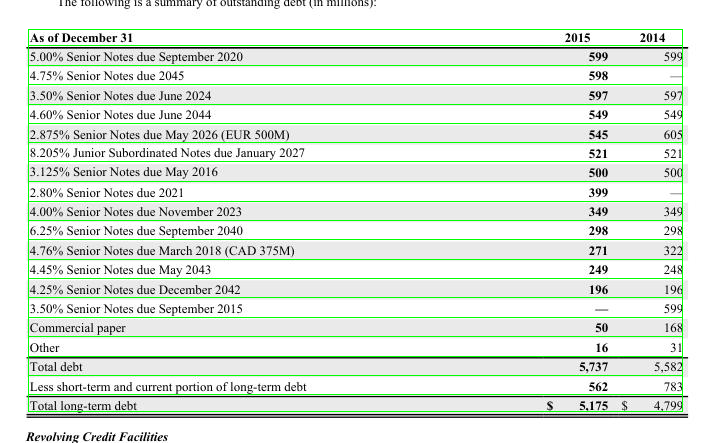 The following is a summary of outstanding debt (in millions):
As of December 31 2015 2014
5.00% Senior Notes due September 2020 599 599
4.75% Senior Notes due 2045 598 —
3.50% Senior Notes due June 2024 597 597
4.60% Senior Notes due June 2044 549 549
2.875% Senior Notes due May 2026 (EUR 500M) 545 605
8.205% Junior Subordinated Notes due January 2027 521 521
3.125% Senior Notes due May 2016 500 500
2.80% Senior Notes due 2021 399 —
4.00% Senior Notes due November 2023 349 349
6.25% Senior Notes due September 2040 298 298
4.76% Senior Notes due March 2018 (CAD 375M) 271 322
4.45% Senior Notes due May 2043 249 248
4.25% Senior Notes due December 2042 196 196
3.50% Senior Notes due September 2015 — 599
Commercial paper 50 168
Other 16 31
Total debt 5,737 5,582
Less short-term and current portion of long-term debt 562 783
Total long-term debt $ 5,175 $ 4,799
Revolving Credit Facilities